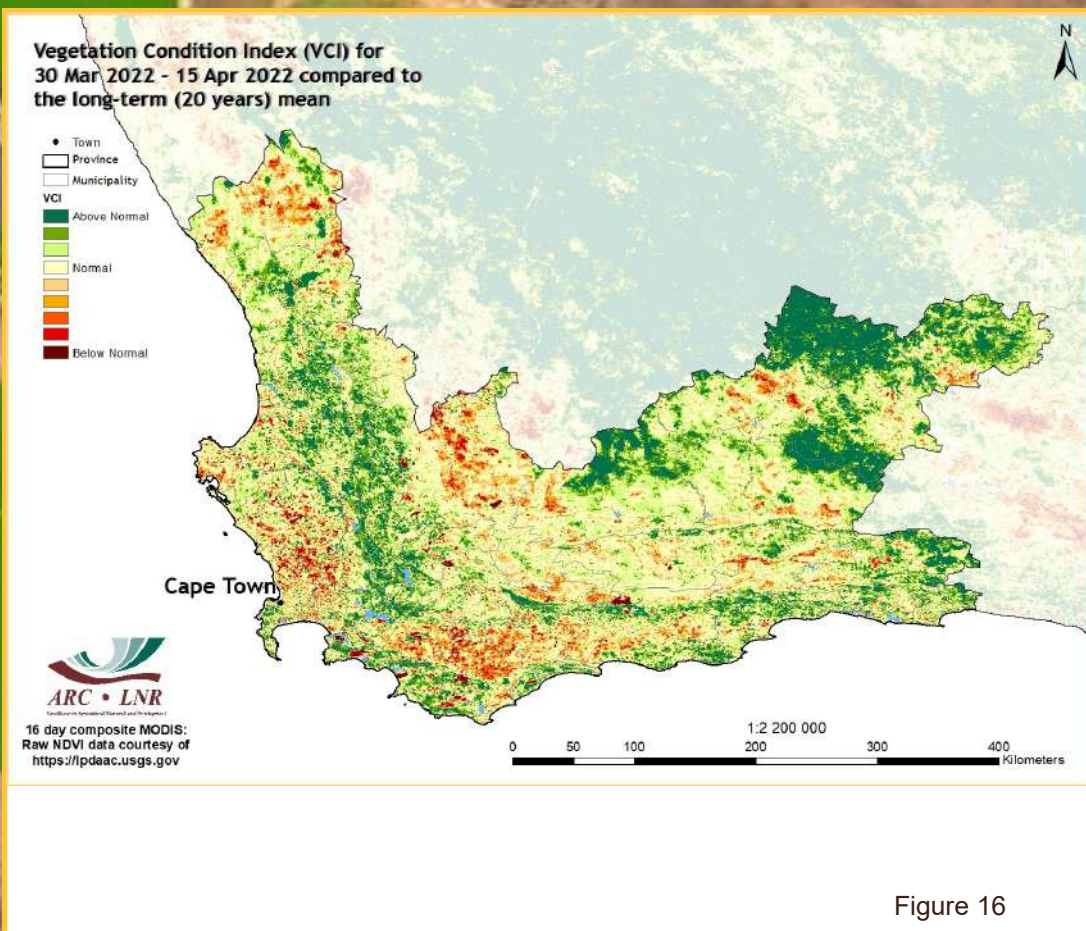 Vegetation Condition Index (VCI) for
30 Mar 2022 - 15 Apr 2022 compared to
the long-term (20 years) mean
N
Town
Province
Municipality
VCI
Above Normal
Normal
Below Normal
Cape Town
ARC • LNR
16 day composite MODIS:
Raw NDVI data courtesy of
https://lpdaac.usgs.gov
1:2 200 000
0 50 100 200 300 400
Kilometers
Figure 16